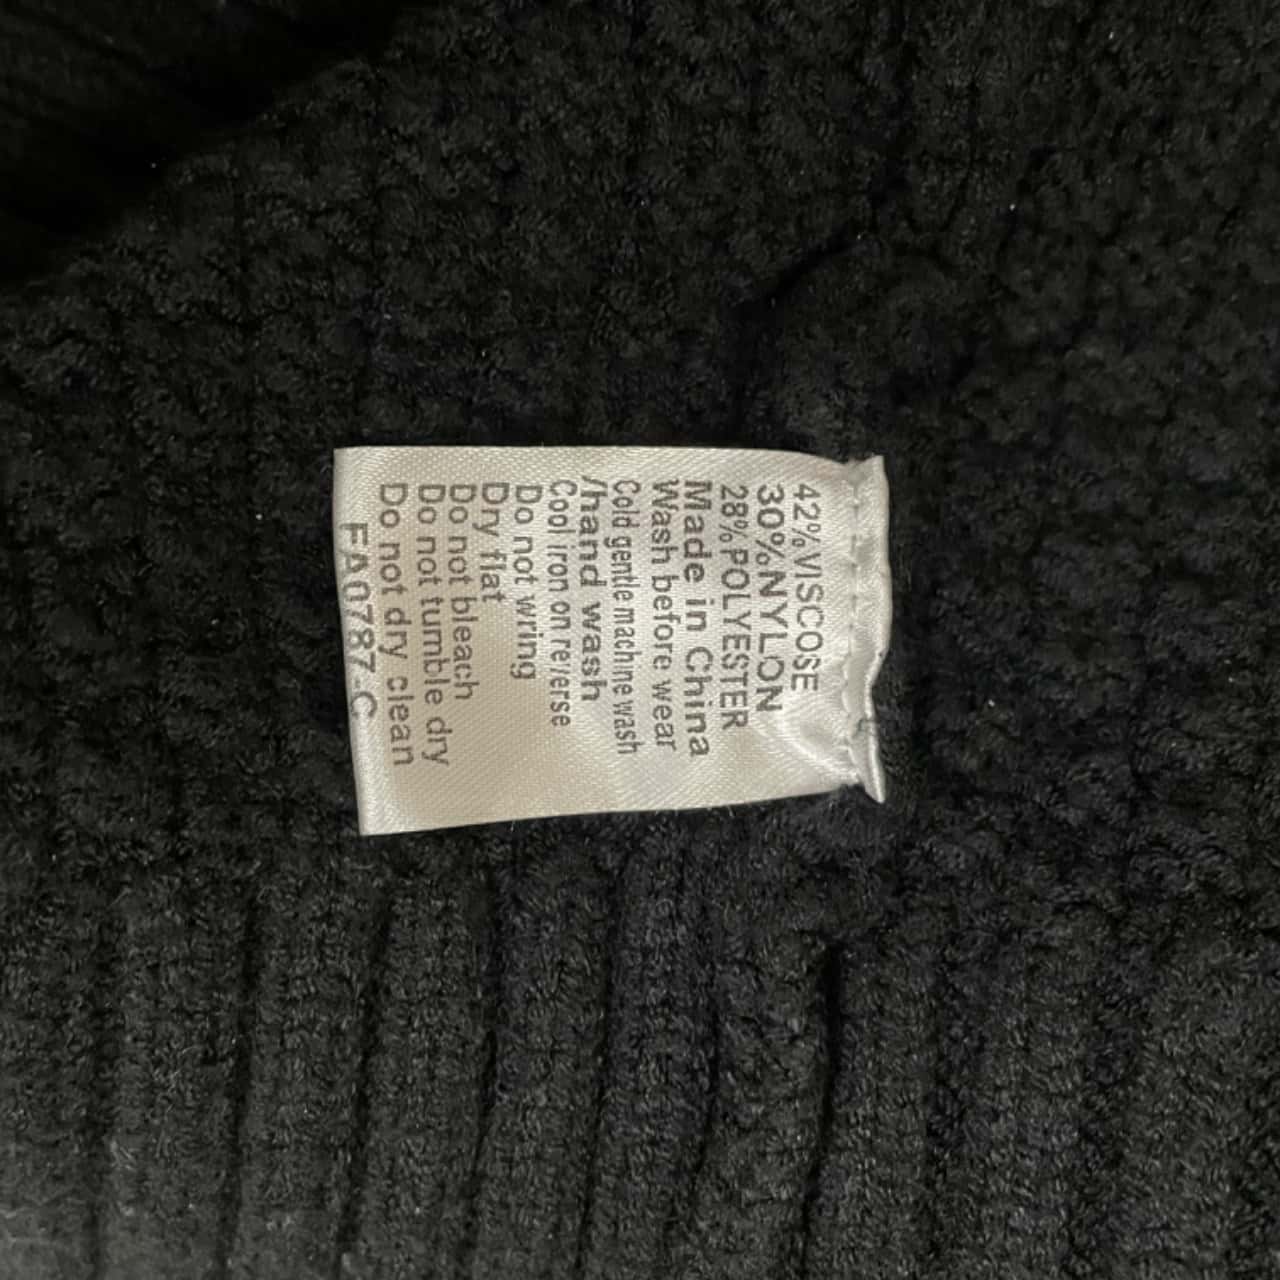 42%VISCOSE
30%NYLON
28%POLYESTER
Made in China
Wash before wear
Cold gentle machine wash
/hand wash
Cool iron on reverse
Do not wring
Dry flat
Do not bleach
Do not tumble dry
Do not dry clean
FA0787-C